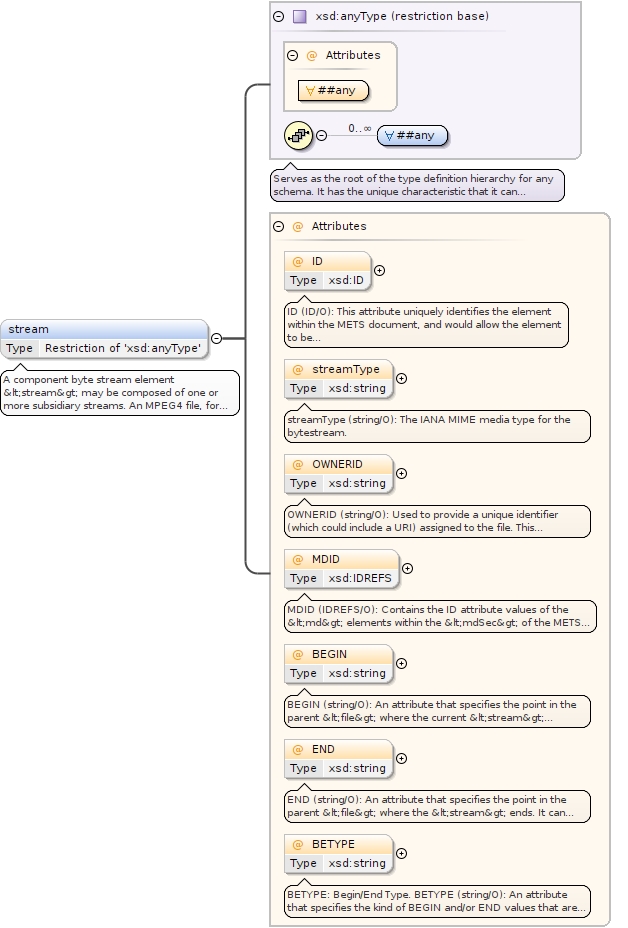 xsd:anyType (restriction base)
@ Attributes
∀ ##any
0..∞ ∀ ##any
Serves as the root of the type definition hierarchy for any
schema. It has the unique characteristic that it can...
stream
Type Restriction of 'xsd:anyType'
A component byte stream element
&lt;stream&gt; may be composed of one or
more subsidiary streams. An MPEG4 file, for...
@ Attributes
@ ID
Type xsd:ID
ID (ID/O): This attribute uniquely identifies the element
within the METS document, and would allow the element
to be...
@ streamType
Type xsd:string
streamType (string/O): The IANA MIME media type for the
bytestream.
@ OWNERID
Type xsd:string
OWNERID (string/O): Used to provide a unique identifier
(which could include a URI) assigned to the file. This...
@ MDID
Type xsd:IDREFS
MDID (IDREFS/O): Contains the ID attribute values of the
&lt;md&gt; elements within the &lt;mdSec&gt; of the METS...
@ BEGIN
Type xsd:string
BEGIN (string/O): An attribute that specifies the point in the
parent &lt;file&gt; where the current &lt;stream&gt;...
@ END
Type xsd:string
END (string/O): An attribute that specifies the point in the
parent &lt;file&gt; where the &lt;stream&gt; ends. It can...
@ BETYPE
Type xsd:string
BETYPE: Begin/End Type. BETYPE (string/O): An attribute
that specifies the kind of BEGIN and/or END values that are...